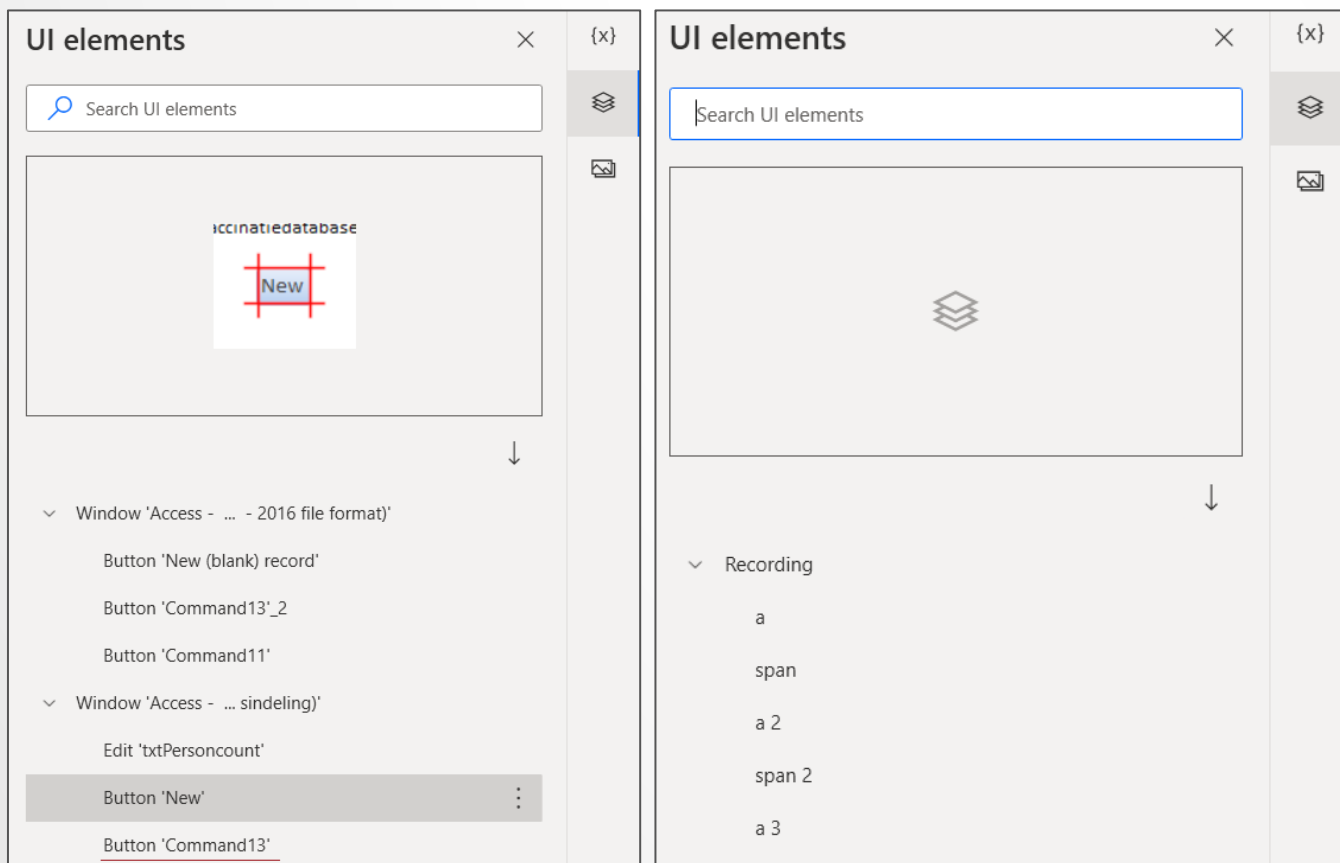 UI elements
{x}
Search UI elements
accinatiedatabase
New
Window 'Access -  ...  - 2016 file format)'
Button 'New (blank) record'
Button 'Command13'_2
Button 'Command11'
Window 'Access -  ... sindeling)'
Edit 'txtPersoncount'
Button 'New'
Button 'Command13'
UI elements
{x}
Search UI elements
Recording
a
span
a 2
span 2
a 3